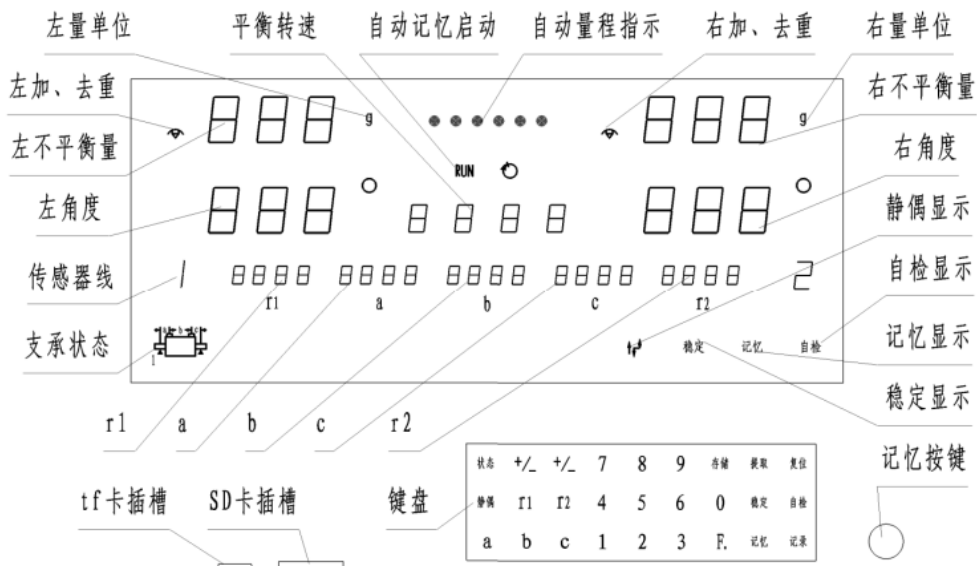 左量单位 平衡转速 自动记忆启动 自动量程指示 右加、去重 右量单位
左加、去重 右不平衡量
g g
左不平衡量 右角度
RUN
左角度 静偶显示
传感器线 自检显示
1 8888 8888 8888 8888 8888 2
r1 a b c r2
支承状态 记忆显示
稳定 记忆 自检
稳定显示
r1 a b c r2
记忆按键
tf卡插槽 SD卡插槽 键盘
状态 +/_ +/_ 7 8 9 存储 提取 复位
静偶 r1 r2 4 5 6 0 稳定 自检
a b c 1 2 3 F. 记忆 记录